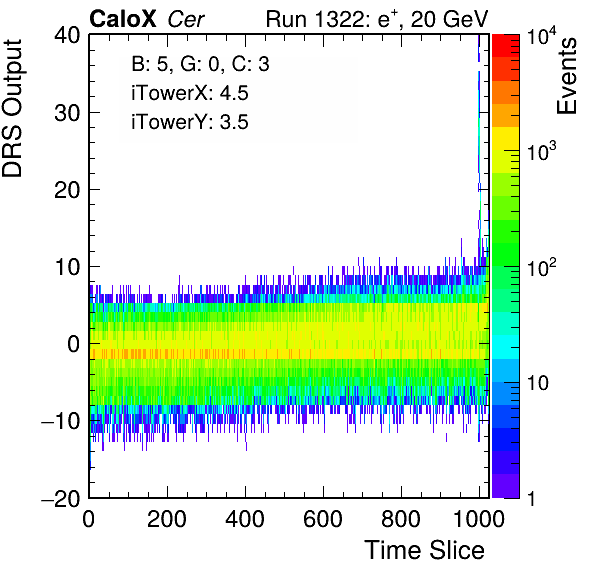 CaloX Cer Run 1322: e⁺, 20 GeV
B: 5, G: 0, C: 3
iTowerX: 4.5
iTowerY: 3.5
DRS Output
40
30
20
10
0
−10
−20
0 200 400 600 800 1000
Time Slice
Events
10⁴
10³
10²
10
1